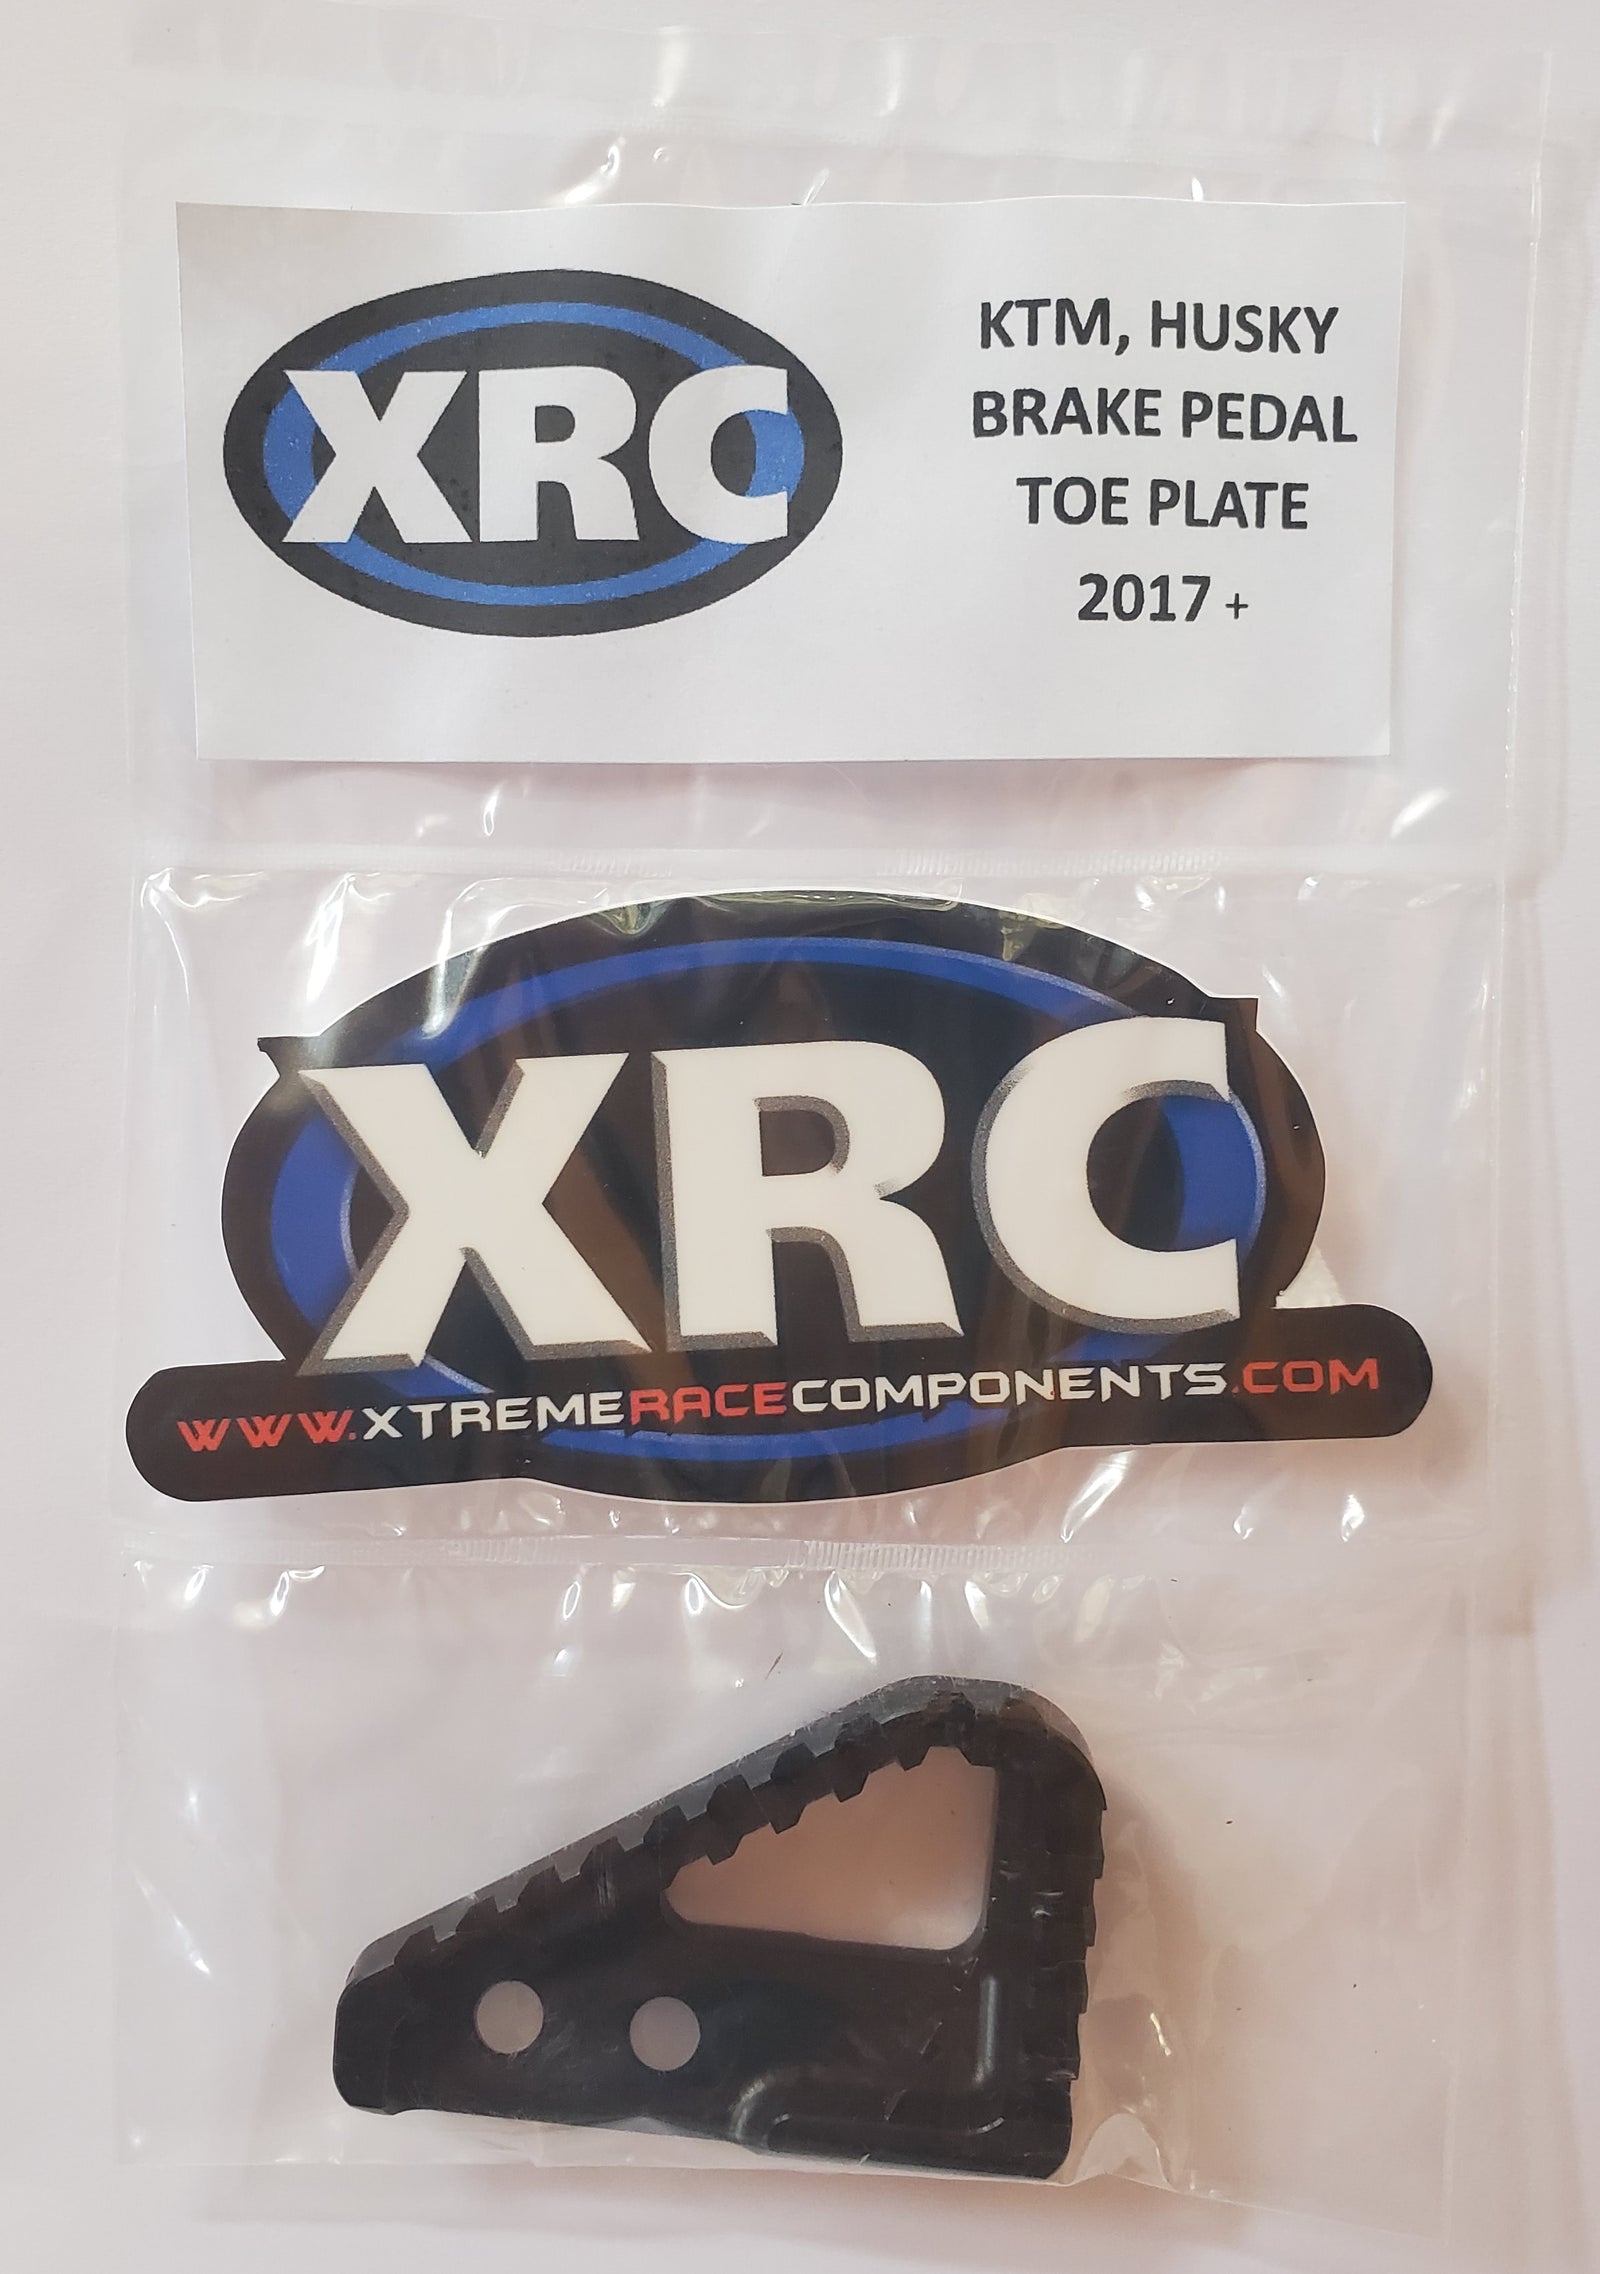 XRC
KTM, HUSKY
BRAKE PEDAL
TOE PLATE
2017 +
XRC
WWW.XTREMERACECOMPONENTS.COM